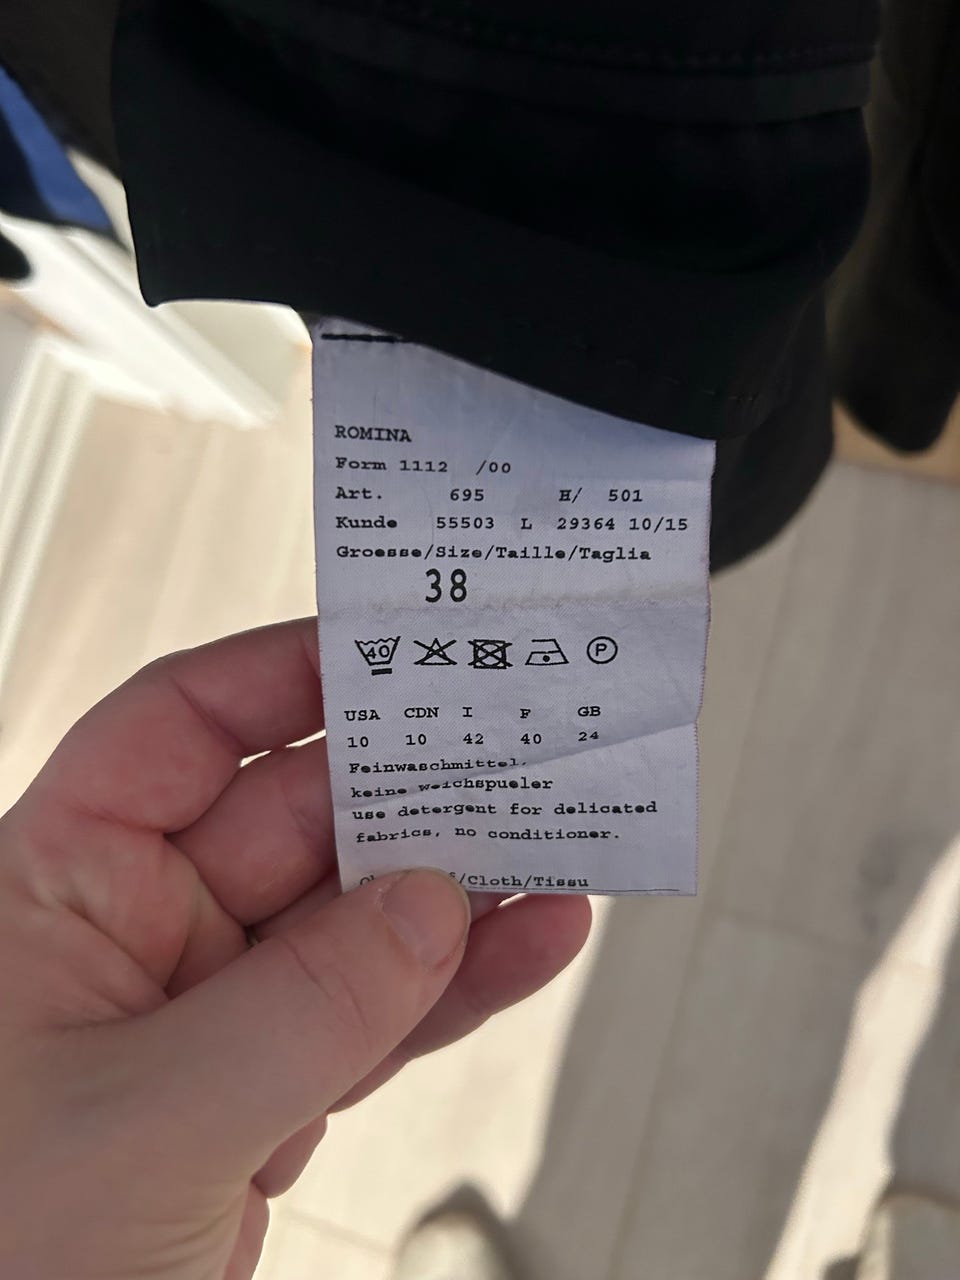 ROMINA
Form 1112 /00
Art. 695 H/ 501
Kunde 55503 L 29364 10/15
Groesse/Size/Taille/Taglia
38
40 P
USA CDN I F GB
10 10 42 40 24
Feinwaschmittel,
keine weichspueler
use detergent for delicated
fabrics, no conditioner.
/Cloth/Tissu